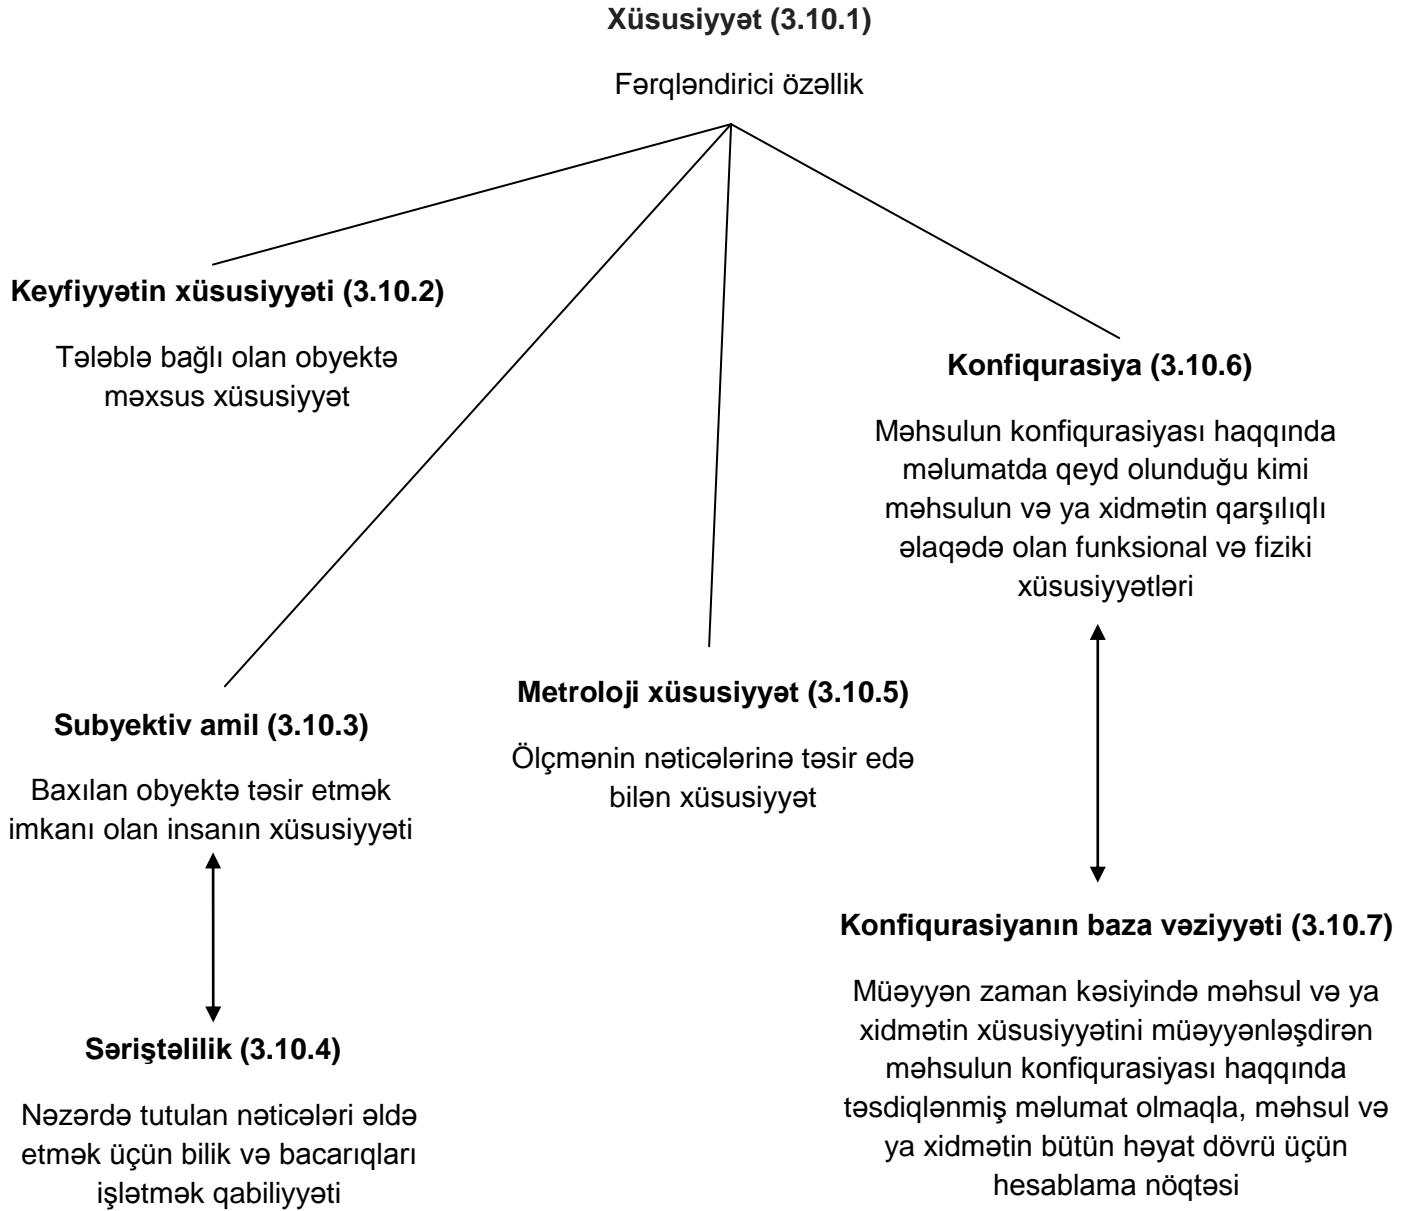 Xüsusiyyət (3.10.1)
Fərqləndirici özəllik
Keyfiyyətin xüsusiyyəti (3.10.2)
Tələblə bağlı olan obyektə
məxsus xüsusiyyət
Konfiqurasiya (3.10.6)
Məhsulun konfiqurasiyası haqqında
məlumatda qeyd olunduğu kimi
məhsulun və ya xidmətin qarşılıqlı
əlaqədə olan funksional və fiziki
xüsusiyyətləri
Subyektiv amil (3.10.3)
Baxılan obyektə təsir etmək
imkanı olan insanın xüsusiyyəti
Metroloji xüsusiyyət (3.10.5)
Ölçmənin nəticələrinə təsir edə
bilən xüsusiyyət
Səriştəlilik (3.10.4)
Nəzərdə tutulan nəticələri əldə
etmək üçün bilik və bacarıqları
işlətmək qabiliyyəti
Konfiqurasiyanın baza vəziyyəti (3.10.7)
Müəyyən zaman kəsiyində məhsul və ya
xidmətin xüsusiyyətini müəyyənləşdirən
məhsulun konfiqurasiyası haqqında
təsdiqlənmiş məlumat olmaqla, məhsul və
ya xidmətin bütün həyat dövrü üçün
hesablama nöqtəsi